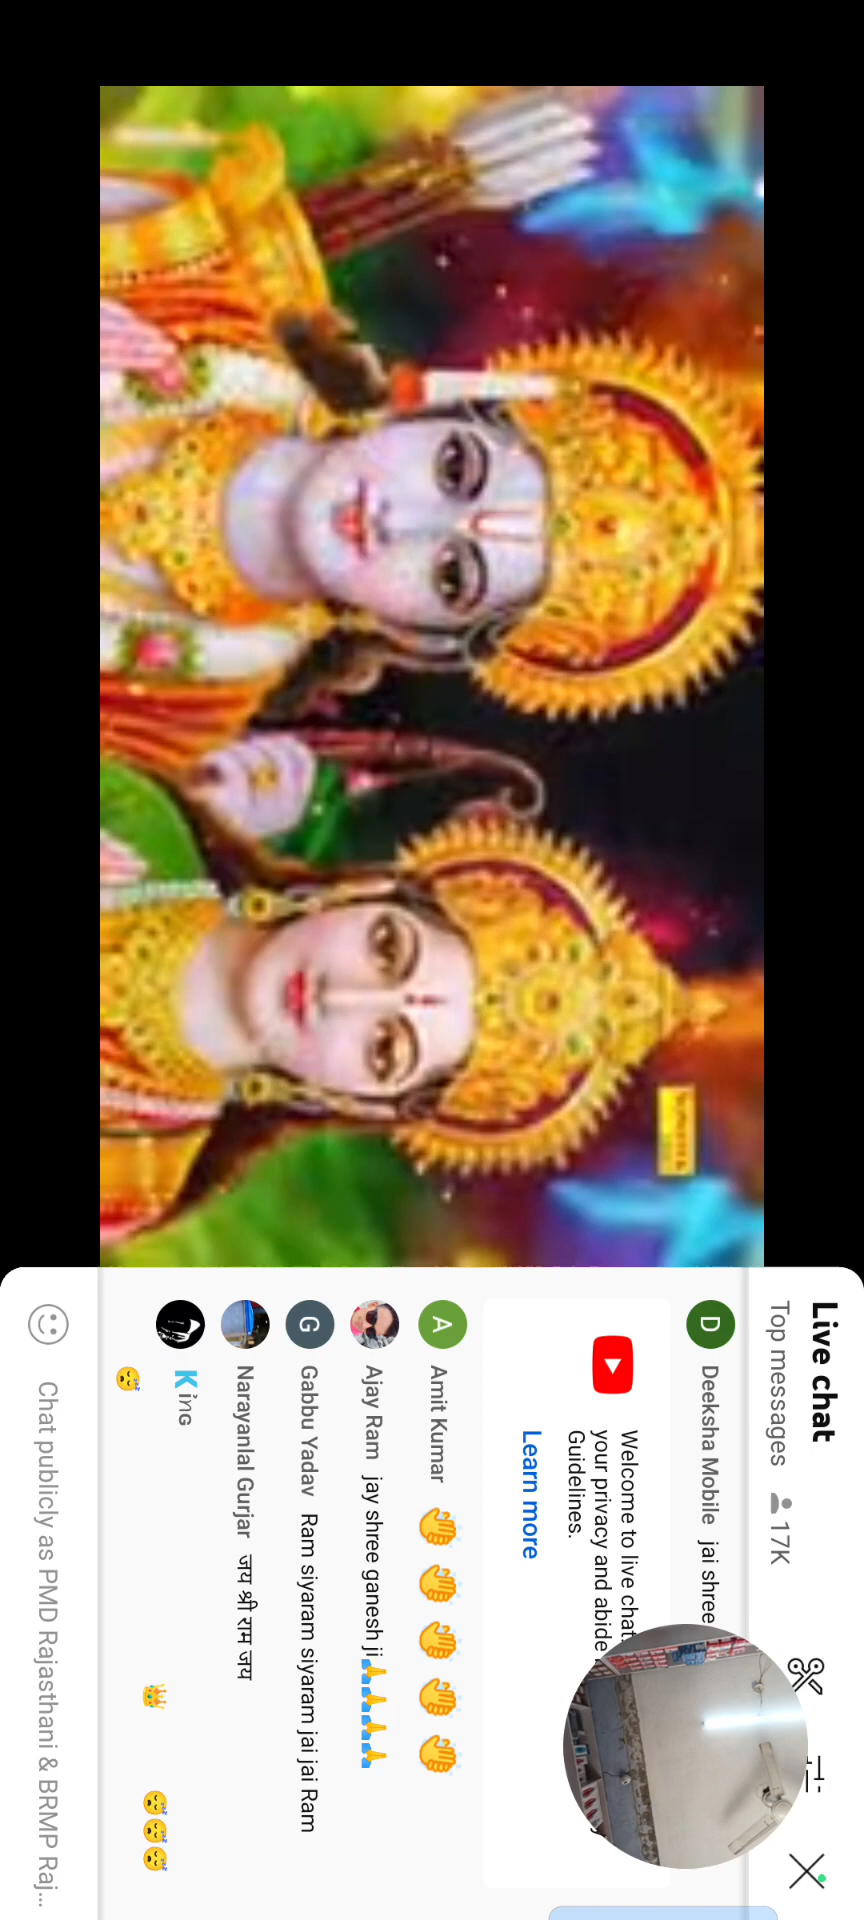 Live chat
Top messages 17K
Deeksha Mobile jai shree
Welcome to live chat!
your privacy and abide
Guidelines.
Learn more
Amit Kumar 👏 👏 👏 👏 👏
Ajay Ram jay shree ganesh ji🙏🙏🙏🙏
Gabbu Yadav Ram siyaram siyaram jai jai Ram
Narayanlal Gurjar जय श्री राम जय
King 👑 😴😴😴
😴
Chat publicly as PMD Rajasthani & BRMP Raj...